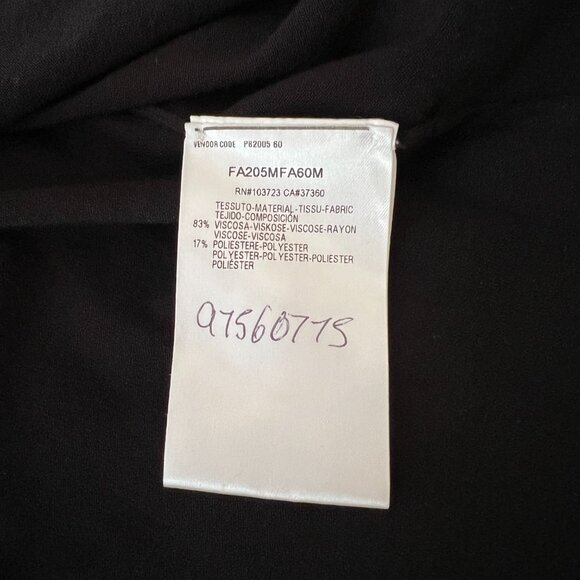 VENDOR CODE P82005 60
FA205MFA60M
RN#103723 CA#37360
TESSUTO-MATERIAL-TISSU-FABRIC
TEJIDO-COMPOSICIÓN
83% VISCOSA-VISKOSE-VISCOSE-RAYON
VISCOSE-VISCOSA
17% POLIESTERE-POLYESTER
POLYESTER-POLYESTER-POLIESTER
POLIÉSTER
91560775